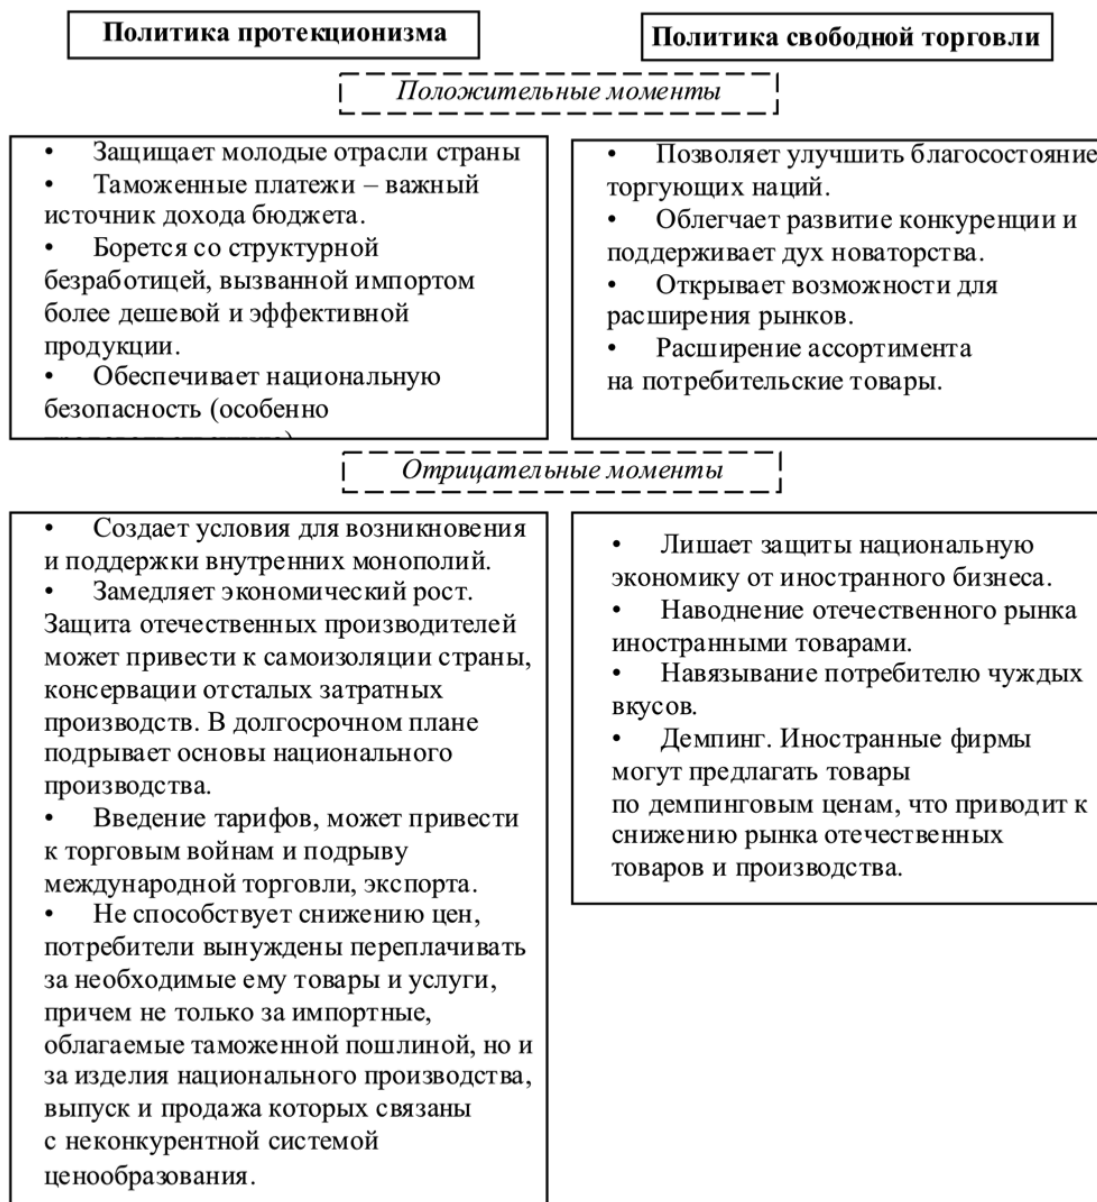 Политика протекционизма
Политика свободной торговли
Положительные моменты
• Защищает молодые отрасли страны
• Таможенные платежи – важный
источник дохода бюджета.
• Борется со структурной
безработицей, вызванной импортом
более дешевой и эффективной
продукции.
• Обеспечивает национальную
безопасность (особенно
• Позволяет улучшить благосостояние
торгующих наций.
• Облегчает развитие конкуренции и
поддерживает дух новаторства.
• Открывает возможности для
расширения рынков.
• Расширение ассортимента
на потребительские товары.
Отрицательные моменты
• Создает условия для возникновения
и поддержки внутренних монополий.
• Замедляет экономический рост.
Защита отечественных производителей
может привести к самоизоляции страны,
консервации отсталых затратных
производств. В долгосрочном плане
подрывает основы национального
производства.
• Введение тарифов, может привести
к торговым войнам и подрыву
международной торговли, экспорта.
• Не способствует снижению цен,
потребители вынуждены переплачивать
за необходимые ему товары и услуги,
причем не только за импортные,
облагаемые таможенной пошлиной, но и
за изделия национального производства,
выпуск и продажа которых связаны
с неконкурентной системой
ценообразования.
• Лишает защиты национальную
экономику от иностранного бизнеса.
• Наводнение отечественного рынка
иностранными товарами.
• Навязывание потребителю чуждых
вкусов.
• Демпинг. Иностранные фирмы
могут предлагать товары
по демпинговым ценам, что приводит к
снижению рынка отечественных
товаров и производства.